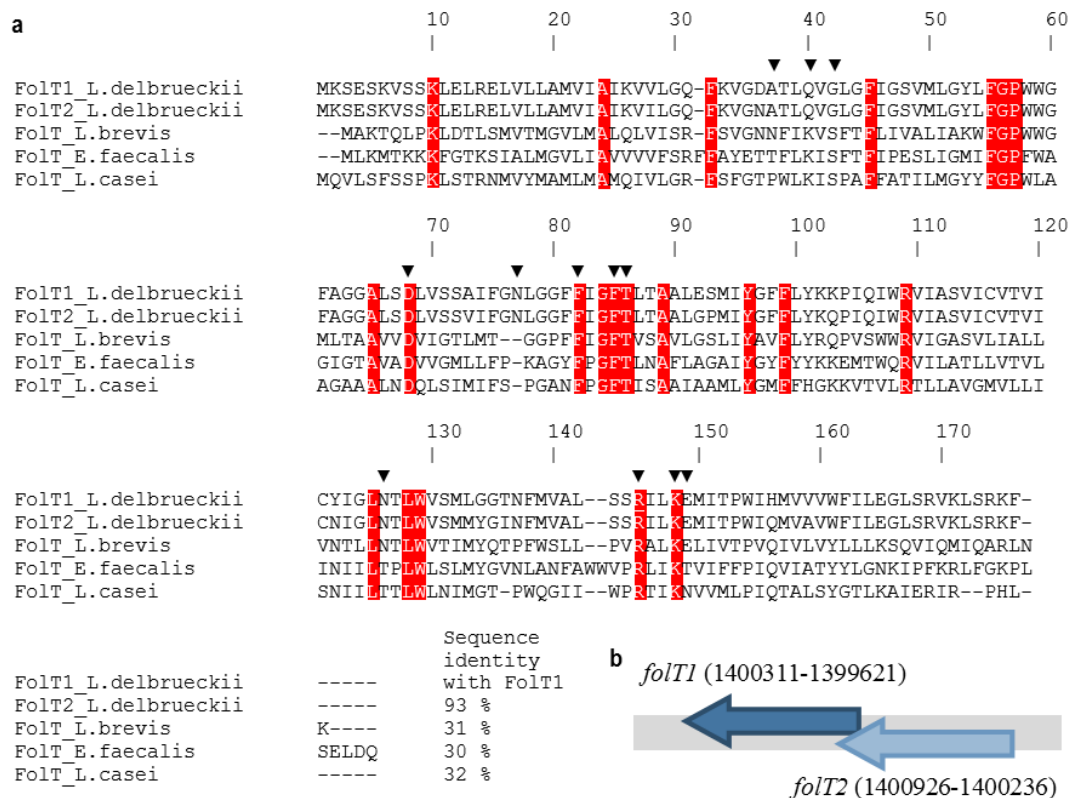 a
10 20 30 40 50 60
FolT1_L.delbrueckii MKSESKVSSKLELRELVLLAMVIAIKVVLGQ-FKVGDATLQVGLGFIGSVMLGYLFGPWWG
FolT2_L.delbrueckii MKSESKVSSKLELRELVLLAMVIAIKVVLGQ-FKVGNATLQVGLGFIGSVMLGYLFGPWWG
FolT_L.brevis --MAKTQLPKLDTLSMVTMGVLMALQLVISR-FSVGNNFIKVSFTFLIVALIAKWFGPWWG
FolT_E.faecalis --MLKMTKKKFGTKSIALMGVLIAVVVVFSRFFAYETTFLKISFTFIPESLIGMIFGPFWA
FolT_L.casei MQVLSFSSPKLSTRNMVYMAMLMAMQIVLGR-FSFGTPWLKISPAFFATILMGYYFGPWLA
70 80 90 100 110 120
FolT1_L.delbrueckii FAGGALSDLVSSAIFGNLGGFFIGFTLTAALESMIYGFFLYKKPIQIWRVIASVICVTVI
FolT2_L.delbrueckii FAGGALSDLVSSVIFGNLGGFFIGFTLTAALGPMIYGFFLYKQPIQIWRVIASVICVTVI
FolT_L.brevis MLTAAVVDVIGTLMT--GGPFFIGFTVSAVLGSLIYAVFLYRQPVSWWRVIGASVLIALL
FolT_E.faecalis GIGTAVADVVGMLLFP-KAGYFPGFTLNAFLAGAIYGYFYYKKEMTWQRVILATLLVTVL
FolT_L.casei AGAAALNDQLSIMIFS-PGANFPGFTISAAIAAMLYGMFFHGKKVTVLRTLLAVGMVLLI
130 140 150 160 170
FolT1_L.delbrueckii CYIGLNTLWVSMLGGTNFMVAL--SSRILKEMITPWIHMVVVWFILEGLSRVKLSRKF-
FolT2_L.delbrueckii CNIGLNTLWVSMMYGINFMVAL--SSRILKEMITPWIQMVAVWFILEGLSRVKLSRKF-
FolT_L.brevis VNTLLNTLWVTIMYQTPFWSLL--PVRALKELIVTPVQIVLVYLLLKSQVIQMIQARLN
FolT_E.faecalis INIILTPLWLSLMYGVNLANFAWWVPRLIKTVIFFPIQVIATYYLGNKIPFKRLFGKPL
FolT_L.casei SNIILTTLWLNIMGT-PWQGII--WPRTIKNVVMLPIQTALSYGTLKAIERIR--PHL-
Sequence
identity
with FolT1
FolT1_L.delbrueckii -----
FolT2_L.delbrueckii ----- 93 %
FolT_L.brevis K---- 31 %
FolT_E.faecalis SELDQ 30 %
FolT_L.casei ----- 32 %
b
folT1 (1400311-1399621)
folT2 (1400926-1400236)